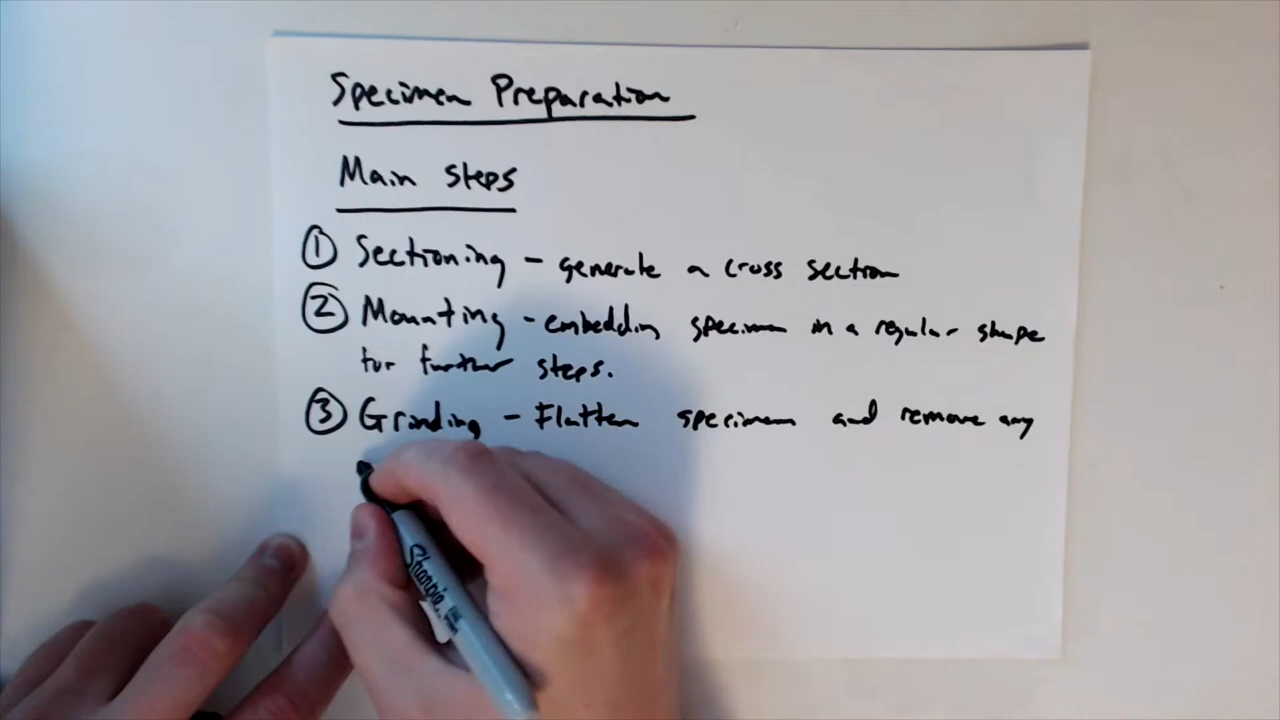 Specimen Preparation
Main steps
① Sectioning - generate a cross section
② Mounting - embedding specimen in a regular shape
for further steps.
③ Grinding - Flatten specimen and remove any
Sharpie